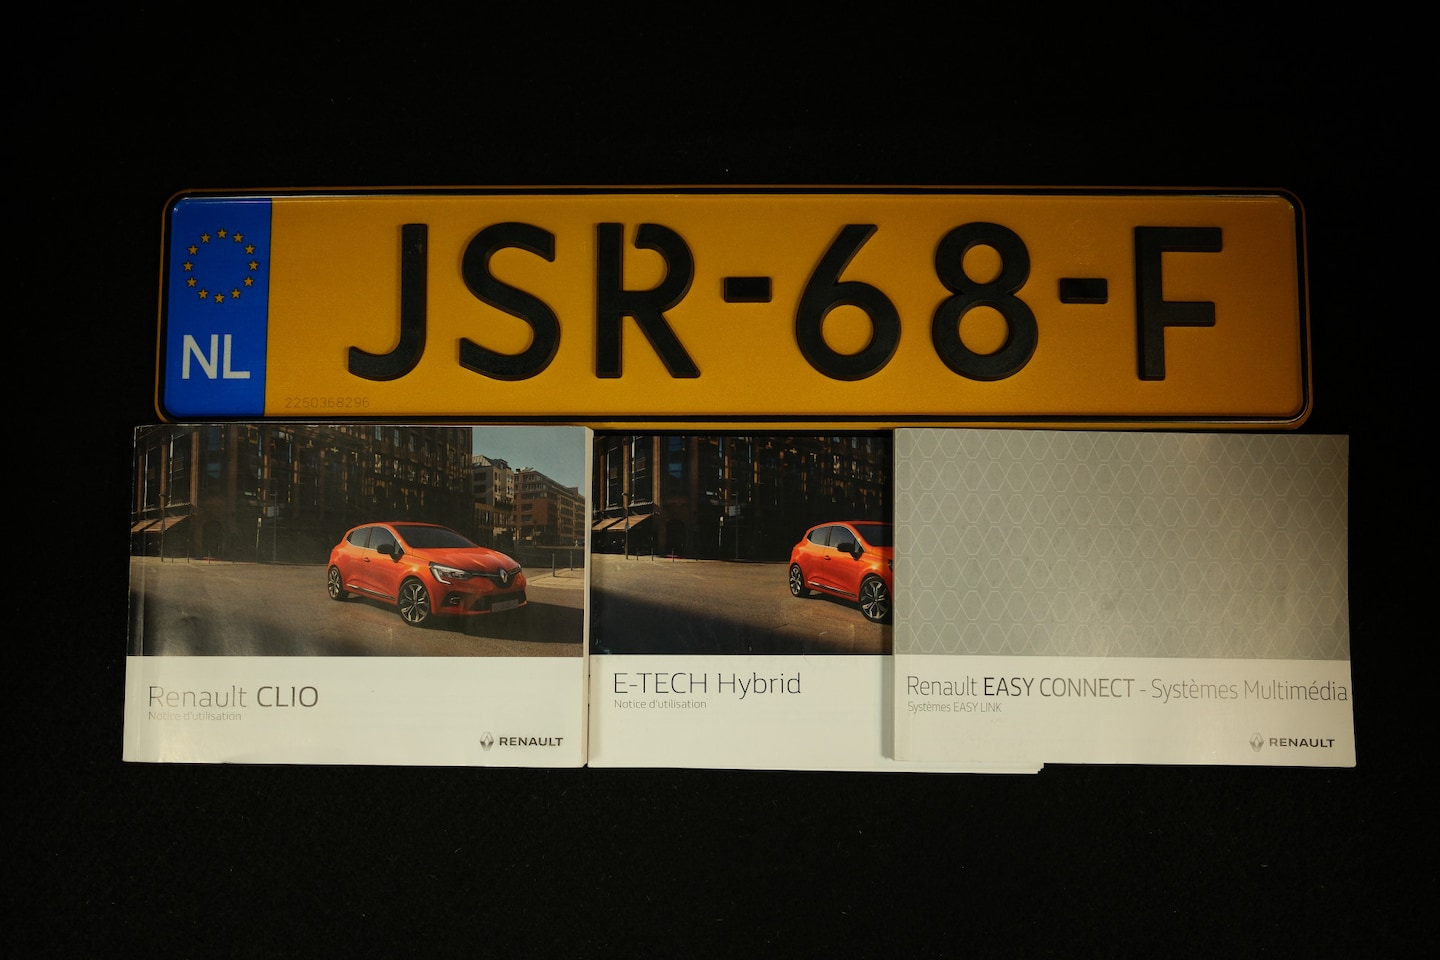 JSR-68-F
NL
2250368296
Renault CLIO
Notice d'utilisation
RENAULT
E-TECH Hybrid
Notice d'utilisation
Renault EASY CONNECT - Systèmes Multimédia
Systèmes EASY LINK
RENAULT